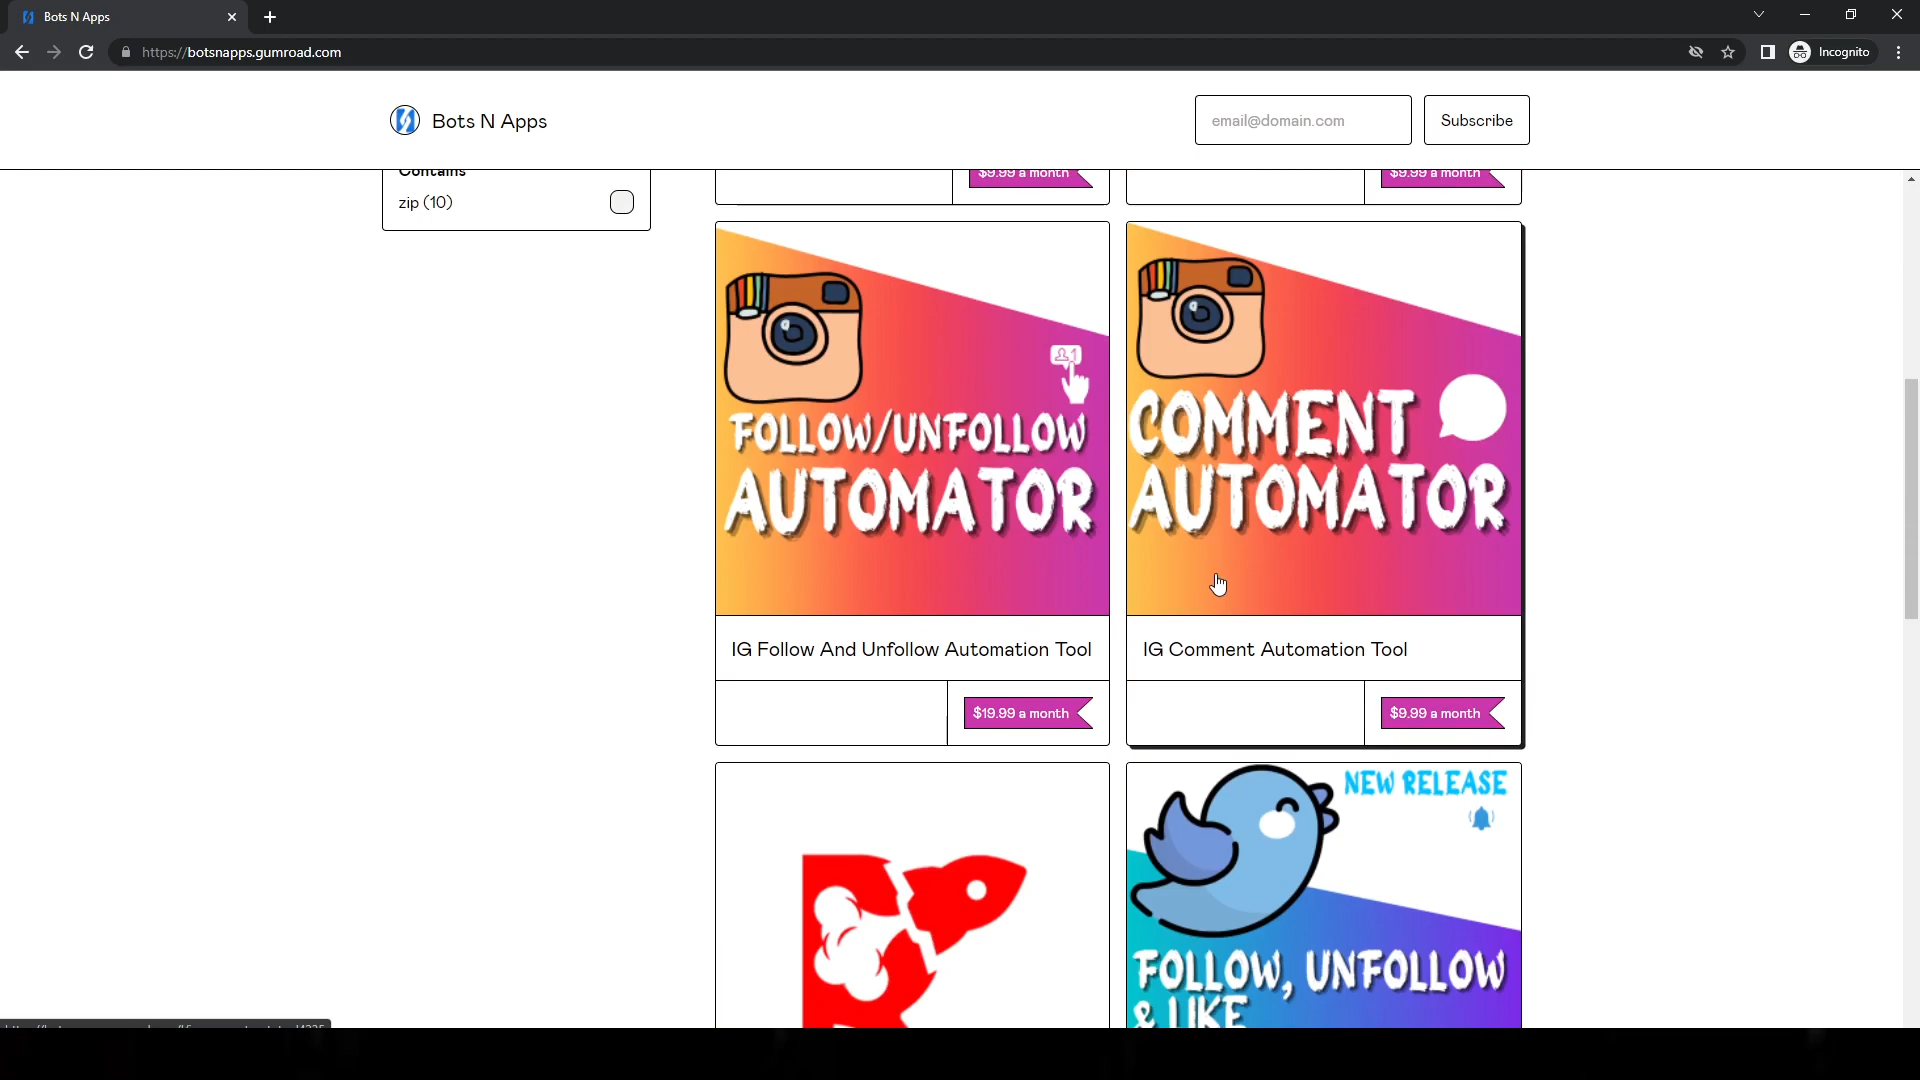 Bots N Apps
https://botsnapps.gumroad.com
Incognito
Bots N Apps
email@domain.com
Subscribe
Contains
zip (10)
$9.99 a month
$9.99 a month
1
FOLLOW/UNFOLLOW
AUTOMATOR
COMMENT
AUTOMATOR
IG Follow And Unfollow Automation Tool
IG Comment Automation Tool
$19.99 a month
$9.99 a month
NEW RELEASE
FOLLOW, UNFOLLOW
& LIKE